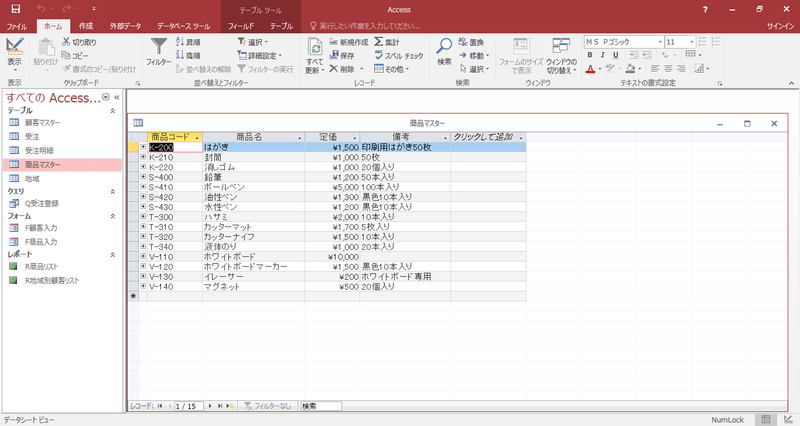 テーブル ツール Access サインイン
ファイル ホーム 作成 外部データ データベース ツール フィールド テーブル 実行したい作業を入力してください...
表示 貼り付け 切り取り コピー 書式のコピー/貼り付け
フィルター 昇順 降順 並べ替えの解除 選択 詳細設定 フィルターの実行
すべて更新 新規作成 保存 削除 集計 スペル チェック その他
検索 置換 移動 選択
フォームのサイズで表示 ウィンドウの切り替え
MS Pゴシック 11
B I U
表示 クリップボード 並べ替えとフィルター レコード 検索 ウィンドウ テキストの書式設定
すべての Access...
テーブル
顧客マスター
受注
受注明細
商品マスター
地域
クエリ
Q受注登録
フォーム
F顧客入力
F商品入力
レポート
R商品リスト
R地域別顧客リスト
商品マスター
商品コード 商品名 定価 備考 クリックして追加
K-200 はがき ¥1,500 印刷用はがき50枚
K-210 封筒 ¥1,000 50枚
K-220 消しゴム ¥1,000 20個入り
S-400 鉛筆 ¥1,200 50本入り
S-410 ボールペン ¥5,000 100本入り
S-420 油性ペン ¥1,300 黒色10本入り
S-430 水性ペン ¥1,200 黒色10本入り
T-300 ハサミ ¥2,000 10本入り
T-310 カッターマット ¥1,700 5枚入り
T-320 カッターナイフ ¥1,500 10本入り
T-340 液体のり ¥1,000 20本入り
V-110 ホワイトボード ¥10,000
V-120 ホワイトボードマーカー ¥1,500 黒色10本入り
V-130 イレーサー ¥200 ホワイトボード専用
V-140 マグネット ¥500 20個入り
レコード: 1 / 15 フィルターなし 検索
データシート ビュー NumLock